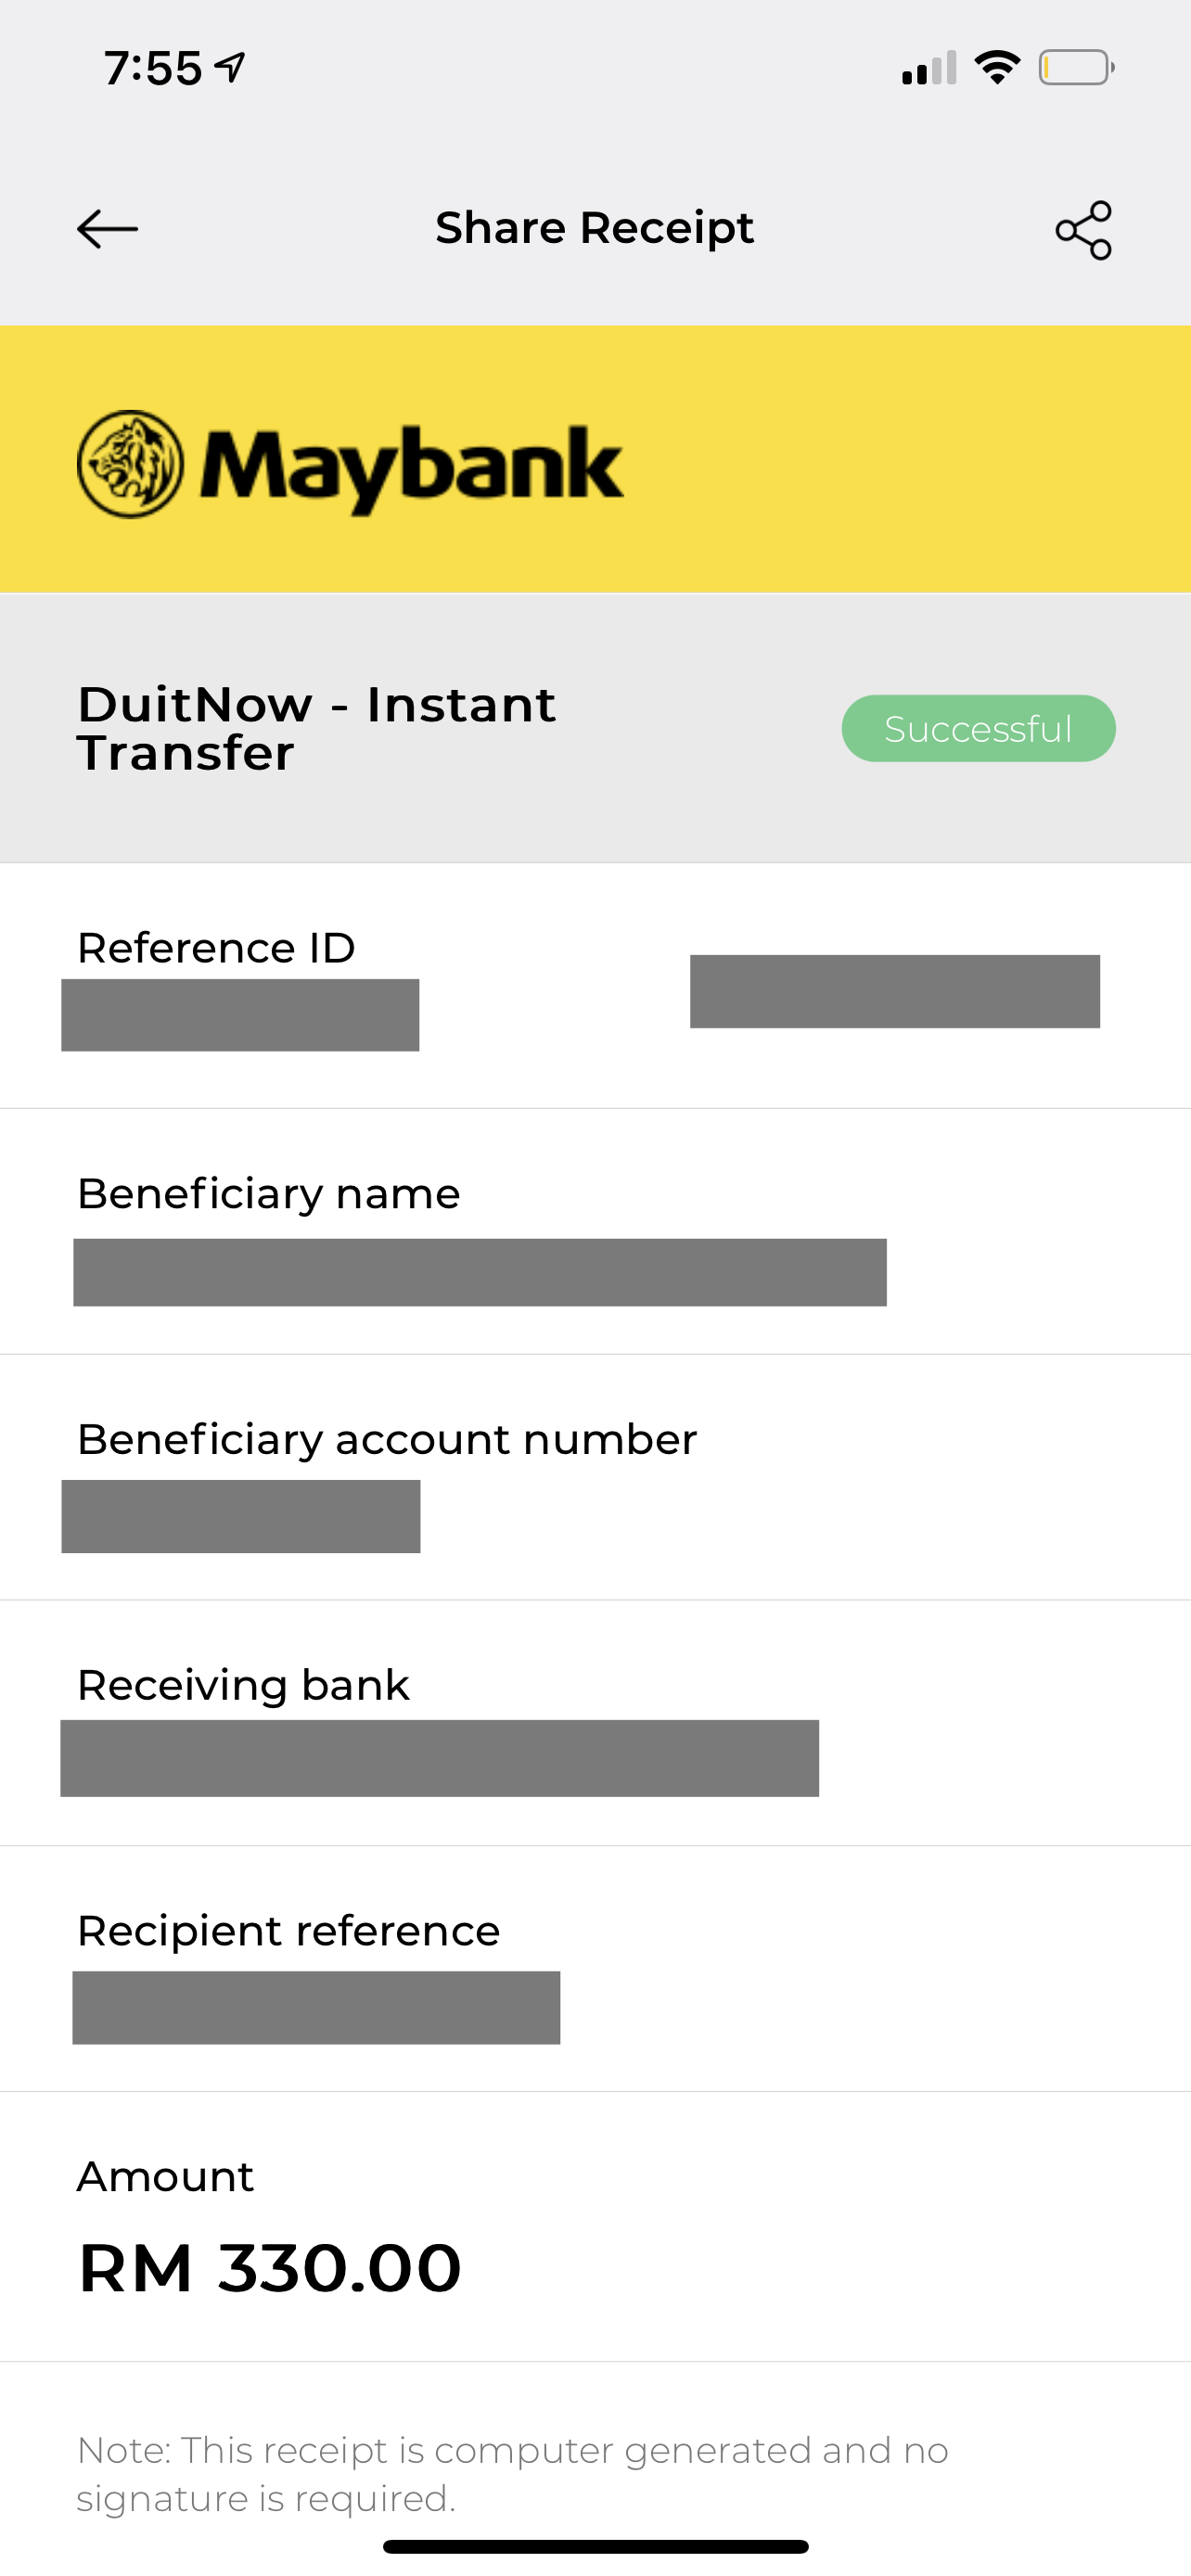 7:55
Share Receipt
Maybank
DuitNow - Instant
Transfer
Successful
Reference ID
Beneficiary name
Beneficiary account number
Receiving bank
Recipient reference
Amount
RM 330.00
Note: This receipt is computer generated and no
signature is required.